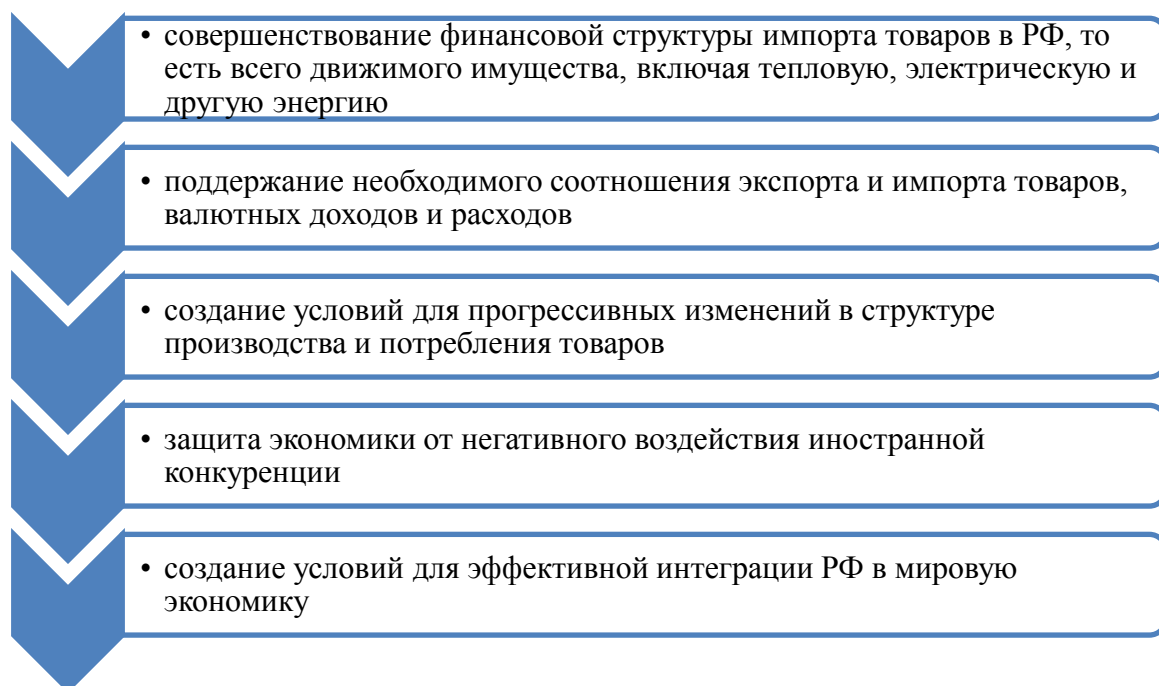 • совершенствование финансовой структуры импорта товаров в РФ, то
есть всего движимого имущества, включая тепловую, электрическую и
другую энергию
• поддержание необходимого соотношения экспорта и импорта товаров,
валютных доходов и расходов
• создание условий для прогрессивных изменений в структуре
производства и потребления товаров
• защита экономики от негативного воздействия иностранной
конкуренции
• создание условий для эффективной интеграции РФ в мировую
экономику